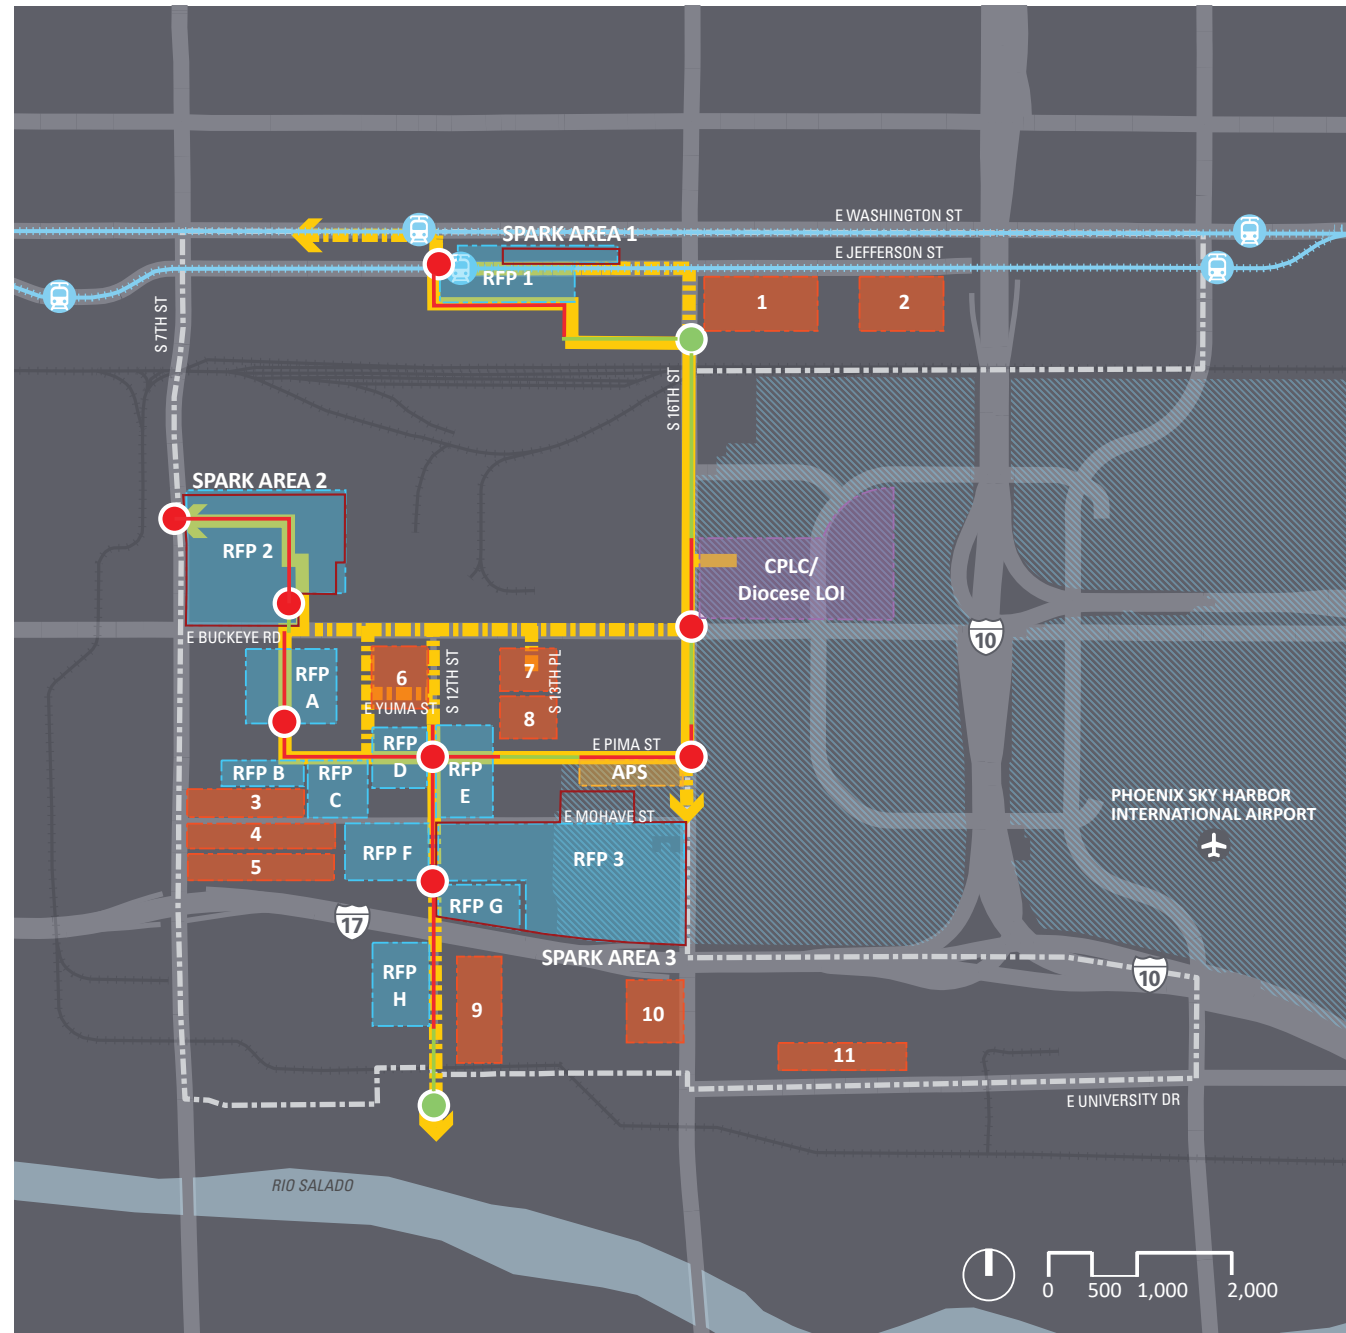 E WASHINGTON ST
SPARK AREA 1
E JEFFERSON ST
RFP 1
1
2
S 7TH ST
S 16TH ST
SPARK AREA 2
RFP 2
CPLC/
Diocese LOI
E BUCKEYE RD
10
RFP
A
6
S 12TH ST
7
S 13TH PL
E YUMA ST
8
RFP
D
E PIMA ST
RFP B
RFP
C
RFP
E
APS
3
PHOENIX SKY HARBOR
INTERNATIONAL AIRPORT
E MOHAVE ST
4
RFP F
RFP 3
5
RFP G
17
SPARK AREA 3
RFP
H
10
9
10
11
E UNIVERSITY DR
RIO SALADO
0 500 1,000 2,000